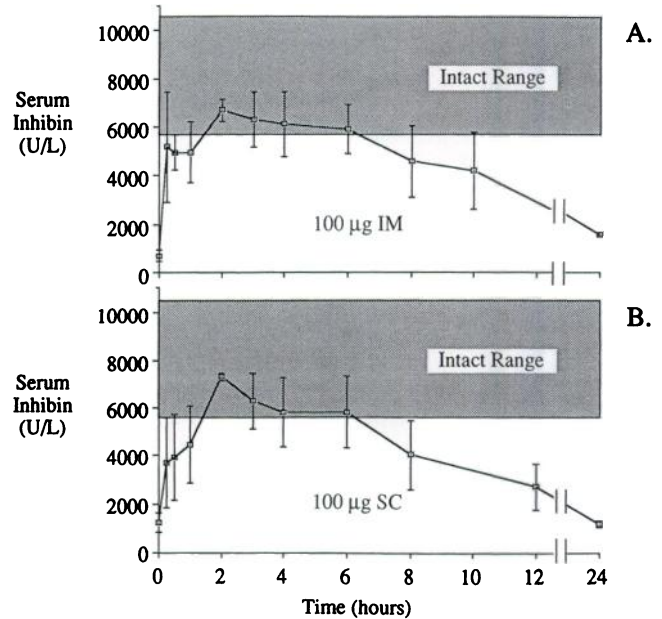 A.
10000
8000
6000
4000
2000
0
Serum
Inhibin
(U/L)
Intact Range
100 μg IM
24
B.
10000
8000
6000
4000
2000
0
Serum
Inhibin
(U/L)
Intact Range
100 μg SC
0 2 4 6 8 10 12 24
Time (hours)